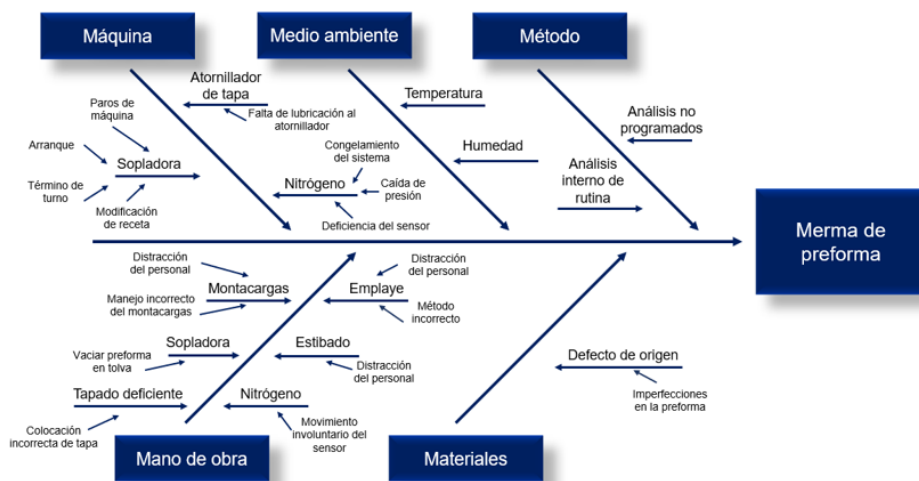 Máquina
Medio ambiente
Método
Atornillador
de tapa
Falta de lubricación al
atornillador
Paros de
máquina
Arranque
Sopladora
Término de
turno
Modificación
de receta
Nitrógeno
Congelamiento
del sistema
Caída de
presión
Deficiencia del sensor
Temperatura
Humedad
Análisis no
programados
Análisis
interno de
rutina
Merma de
preforma
Distracción
del personal
Montacargas
Manejo incorrecto
del montacargas
Distracción
del personal
Emplaye
Método
incorrecto
Sopladora
Vaciar preforma
en tolva
Estibado
Distracción
del personal
Tapado deficiente
Colocación
incorrecta de tapa
Nitrógeno
Movimiento
involuntario del
sensor
Defecto de origen
Imperfecciones
en la preforma
Mano de obra
Materiales